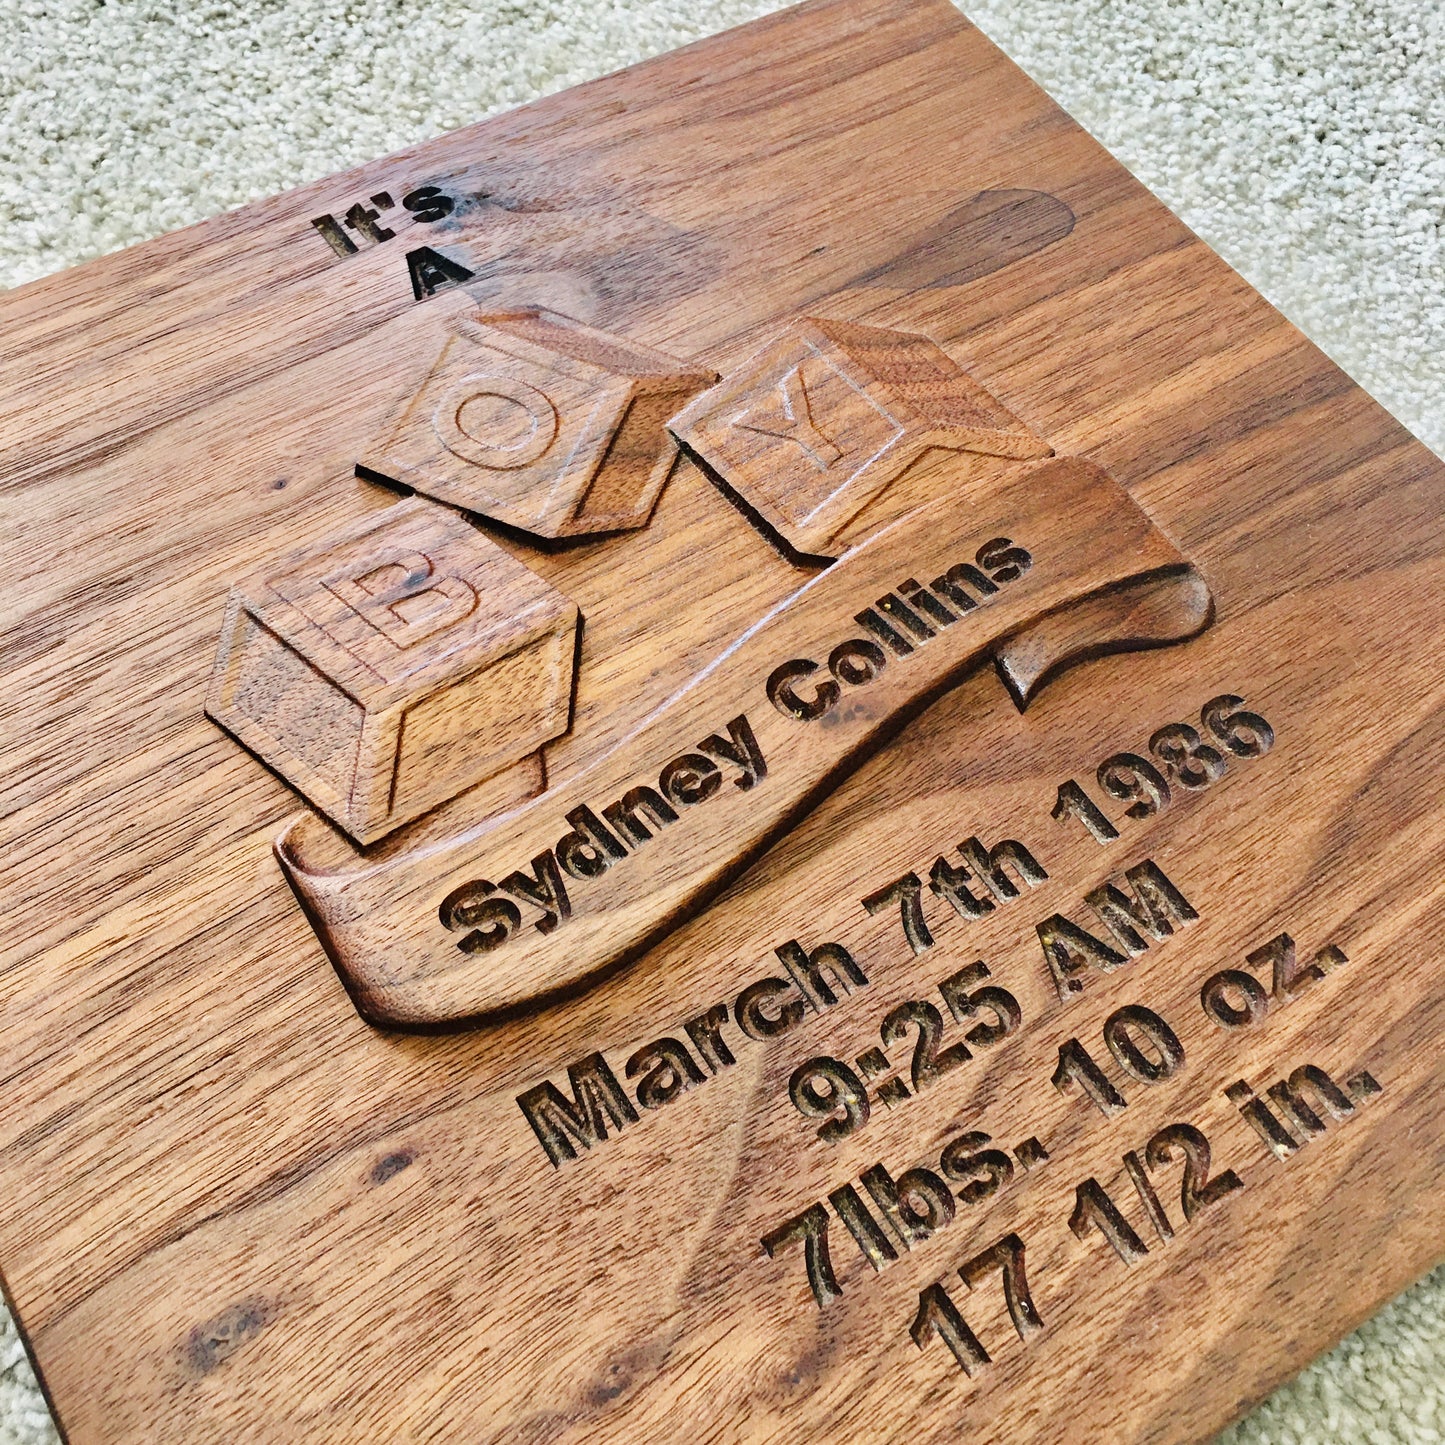 It's
A
B O Y
Sydney Collins
March 7th 1986
9:25 AM
7lbs. 10 oz.
17 1/2 in.